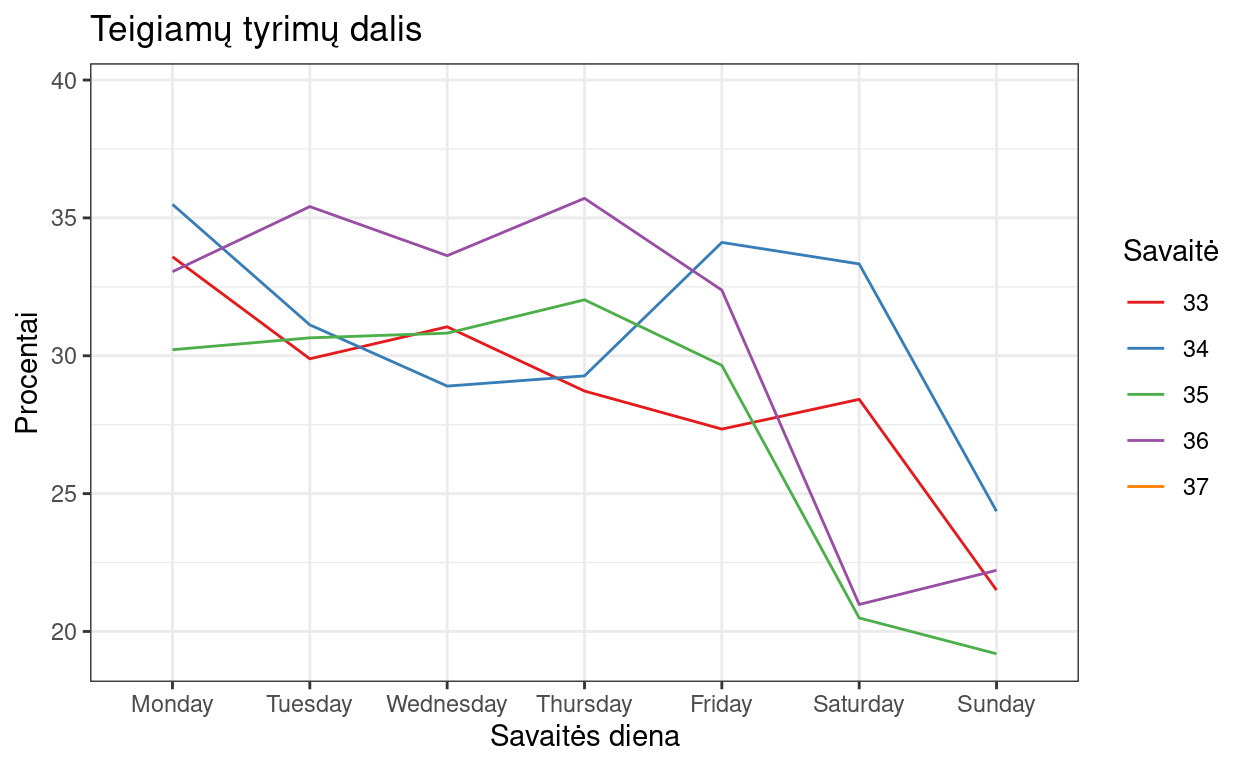 Teigiamų tyrimų dalis
40
35
30
25
20
Procentai
Monday Tuesday Wednesday Thursday Friday Saturday Sunday
Savaitės diena
Savaitė
33
34
35
36
37